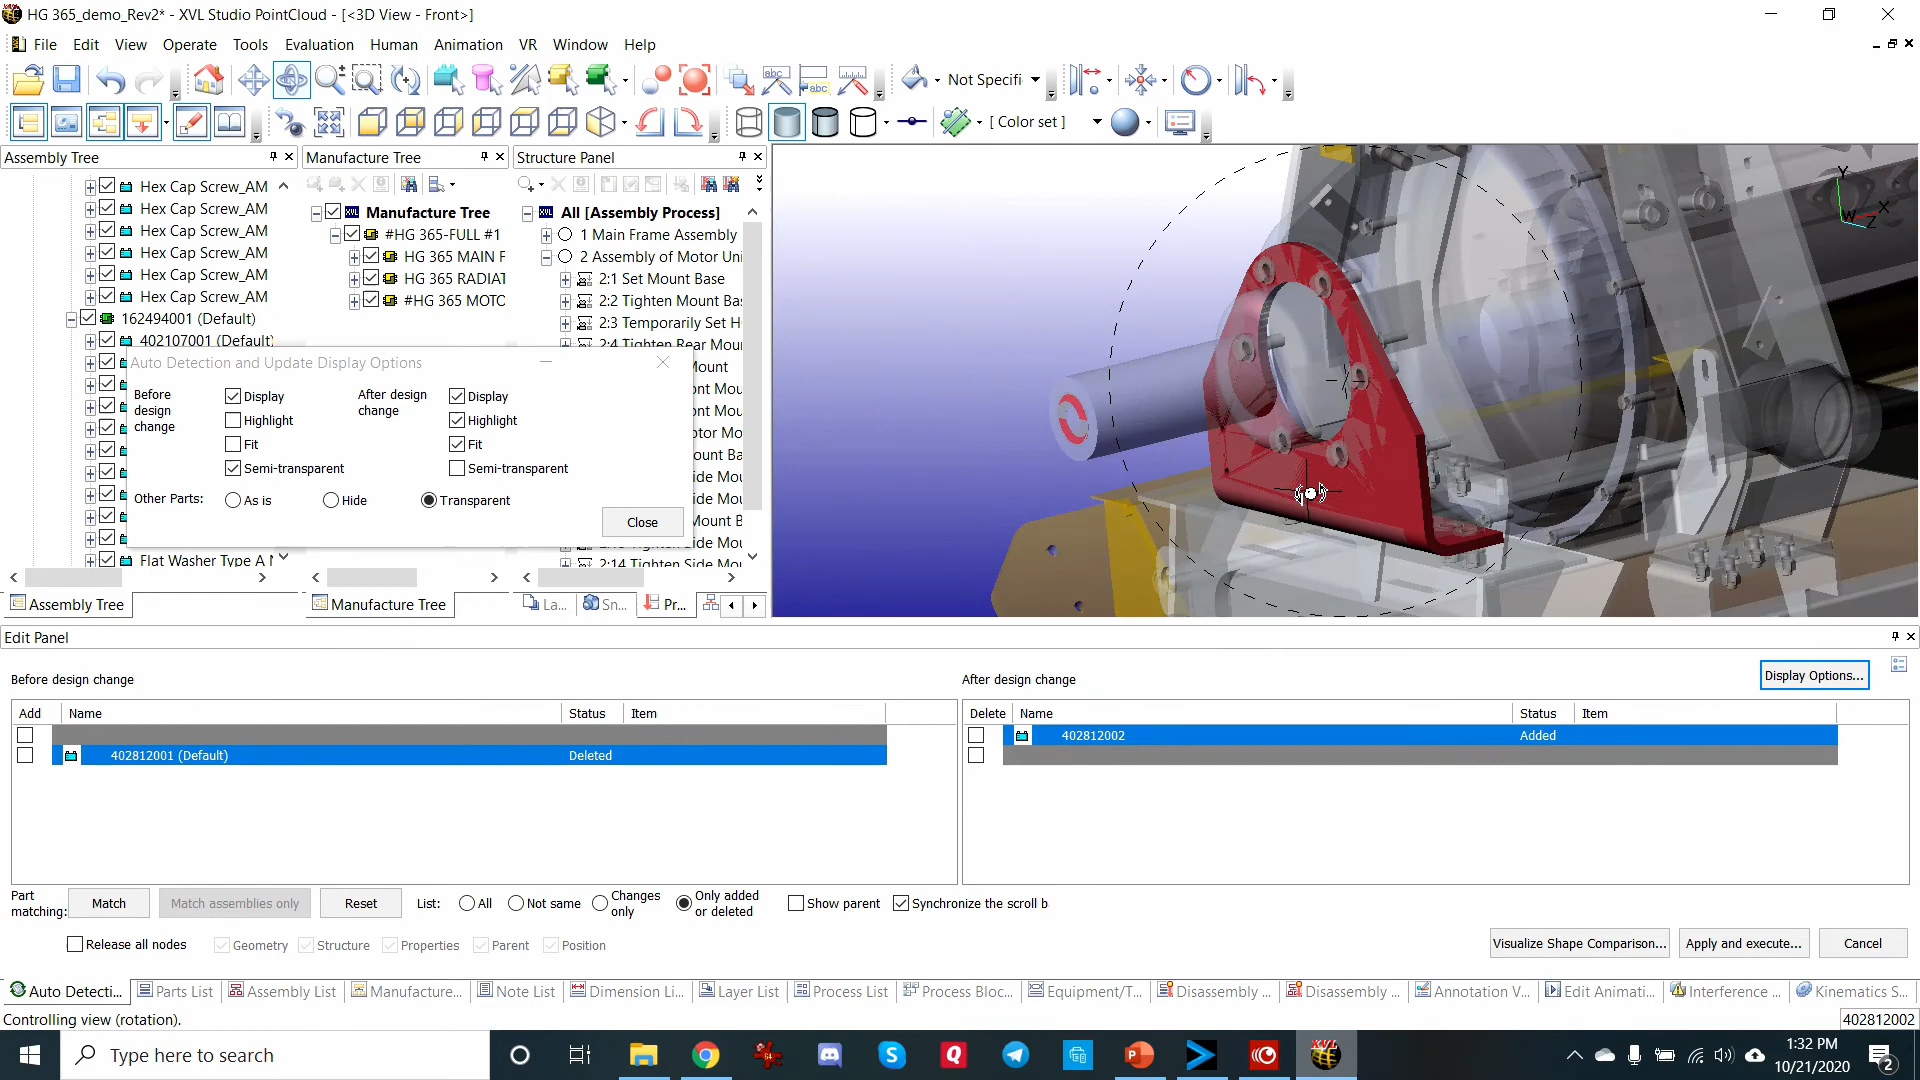 HG 365_demo_Rev2* - XVL Studio PointCloud - [<3D View - Front>]
File Edit View Operate Tools Evaluation Human Animation VR Window Help
Not Specifi
[ Color set ]
Assembly Tree
Hex Cap Screw_AM
Hex Cap Screw_AM
Hex Cap Screw_AM
Hex Cap Screw_AM
Hex Cap Screw_AM
Hex Cap Screw_AM
162494001 (Default)
402107001 (Default)
Flat Washer Type A
Assembly Tree
Manufacture Tree
Manufacture Tree
#HG 365-FULL #1
HG 365 MAIN F
HG 365 RADIAT
#HG 365 MOTO
Manufacture Tree
Structure Panel
All [Assembly Process]
1 Main Frame Assembly
2 Assembly of Motor Uni
2:1 Set Mount Base
2:2 Tighten Mount Bas
2:3 Temporarily Set H
2:4 Tighten Rear Mou
Mount
ront Mou
otor Mo
ount Bas
ide Mou
ide Mou
ount B
ide Mou
2:14 Tighten Side Mou
La...
Sn...
Pr...
Auto Detection and Update Display Options
Before design change
Display
Highlight
Fit
Semi-transparent
After design change
Display
Highlight
Fit
Semi-transparent
Other Parts: As is Hide Transparent
Close
Y
X
W
Z
Edit Panel
Before design change
After design change
Display Options...
Add Name Status Item
402812001 (Default) Deleted
Delete Name Status Item
402812002 Added
Part matching: Match Match assemblies only Reset List: All Not same Changes only Only added or deleted Show parent Synchronize the scroll b
Release all nodes Geometry Structure Properties Parent Position
Visualize Shape Comparison... Apply and execute... Cancel
Auto Detecti... Parts List Assembly List Manufacture... Note List Dimension Li... Layer List Process List Process Bloc... Equipment/T... Disassembly ... Disassembly ... Annotation V... Edit Animati... Interference ... Kinematics S...
Controlling view (rotation).
402812002
Type here to search
1:32 PM
10/21/2020
2